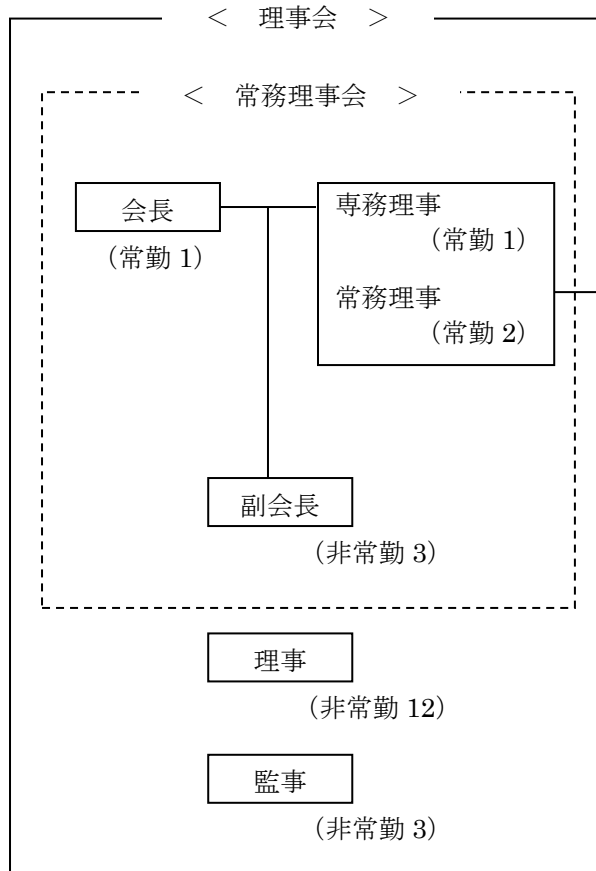 ＜ 理事会 ＞
＜ 常務理事会 ＞
会長
（常勤 1）
専務理事
（常勤 1）
常務理事
（常勤 2）
副会長
（非常勤 3）
理事
（非常勤 12）
監事
（非常勤 3）